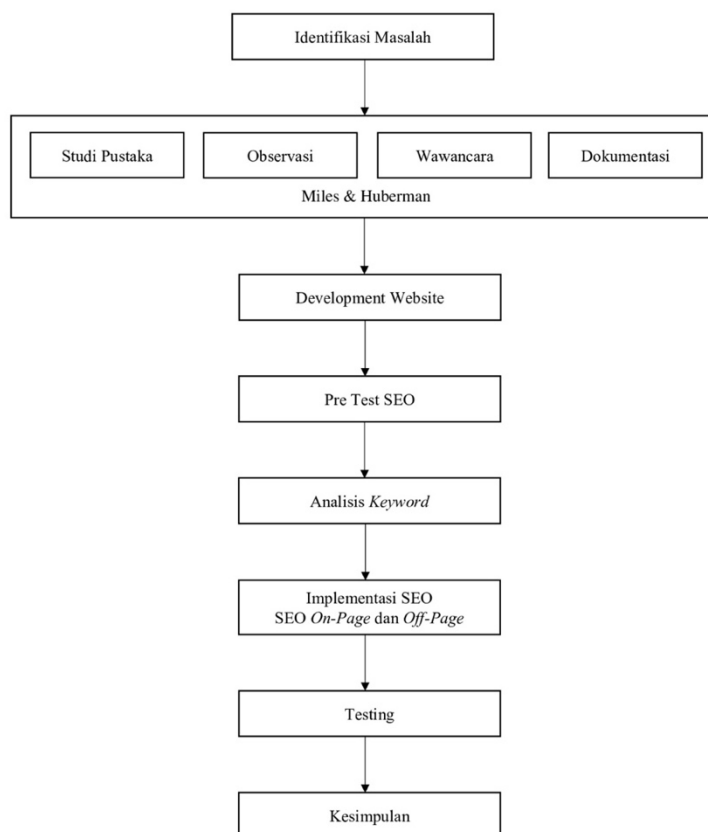 Identifikasi Masalah
Studi Pustaka
Observasi
Wawancara
Dokumentasi
Miles & Huberman
Development Website
Pre Test SEO
Analisis Keyword
Implementasi SEO
SEO On-Page dan Off-Page
Testing
Kesimpulan